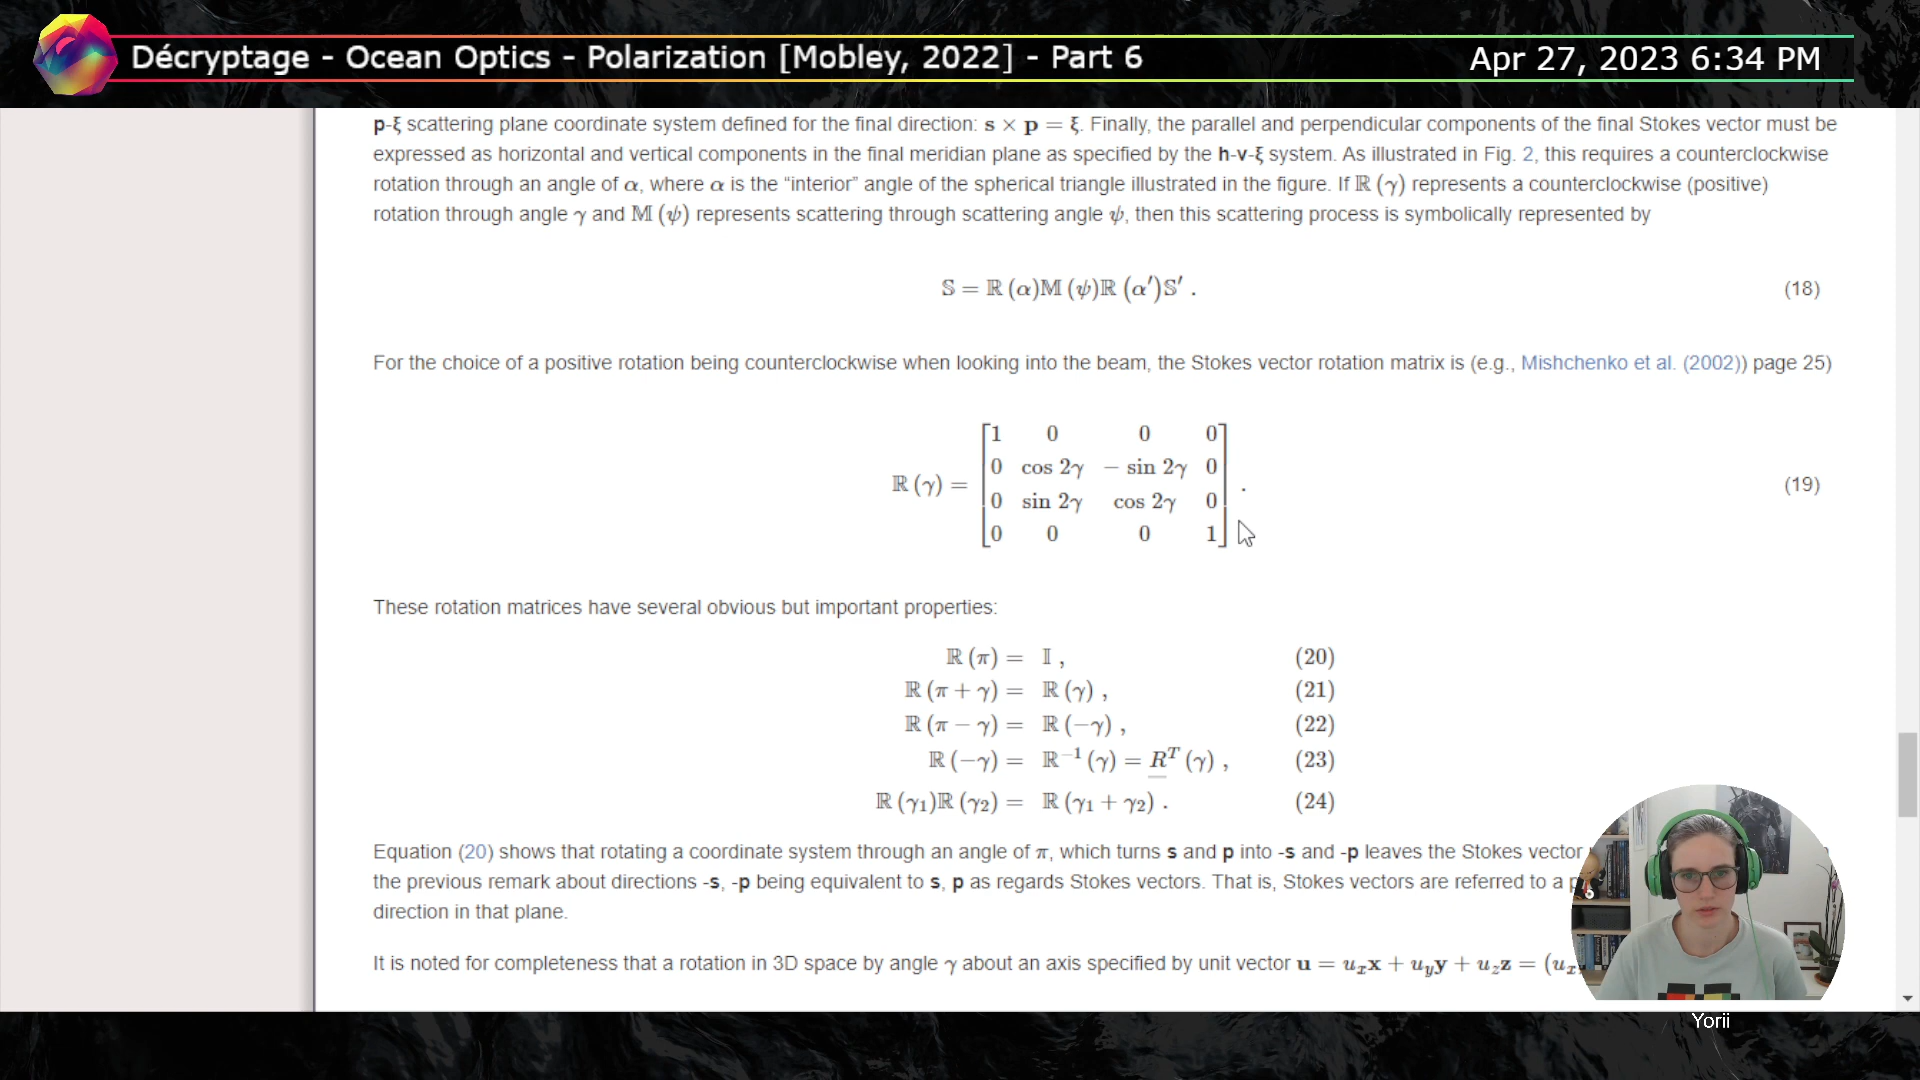 Décryptage - Ocean Optics - Polarization [Mobley, 2022] - Part 6
Apr 27, 2023 6:34 PM
p-ξ scattering plane coordinate system defined for the final direction: s × p = ξ. Finally, the parallel and perpendicular components of the final Stokes vector must be
expressed as horizontal and vertical components in the final meridian plane as specified by the h-v-ξ system. As illustrated in Fig. 2, this requires a counterclockwise
rotation through an angle of α, where α is the “interior” angle of the spherical triangle illustrated in the figure. If ℝ (γ) represents a counterclockwise (positive)
rotation through angle γ and 𝕄 (ψ) represents scattering through scattering angle ψ, then this scattering process is symbolically represented by
𝕊 = ℝ (α)𝕄 (ψ)ℝ (α′)𝕊′ . (18)
For the choice of a positive rotation being counterclockwise when looking into the beam, the Stokes vector rotation matrix is (e.g., Mishchenko et al. (2002)) page 25)
1 0 0 0
0 cos 2γ − sin 2γ 0
ℝ (γ) = . (19)
0 sin 2γ cos 2γ 0
0 0 0 1
These rotation matrices have several obvious but important properties:
ℝ (π) = 𝕀 , (20)
ℝ (π + γ) = ℝ (γ) , (21)
ℝ (π − γ) = ℝ (−γ) , (22)
ℝ (−γ) = ℝ⁻¹ (γ) = Rᵀ (γ) , (23)
ℝ (γ₁)ℝ (γ₂) = ℝ (γ₁ + γ₂) . (24)
Equation (20) shows that rotating a coordinate system through an angle of π, which turns s and p into -s and -p leaves the Stokes vector
the previous remark about directions -s, -p being equivalent to s, p as regards Stokes vectors. That is, Stokes vectors are referred to a
direction in that plane.
It is noted for completeness that a rotation in 3D space by angle γ about an axis specified by unit vector u = uₓx + u_yy + u_zz = (uₓ
Yorii